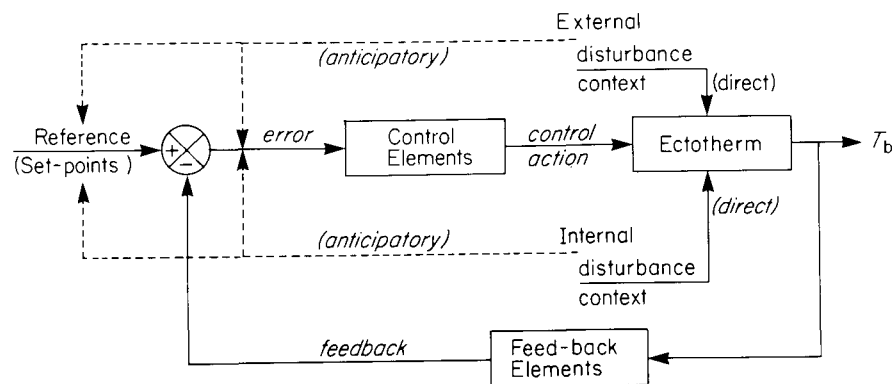 External
(anticipatory)
disturbance
context
(direct)
Reference
(Set-points)
+
−
error
Control
Elements
control
action
Ectotherm
T_b
(direct)
(anticipatory)
Internal
disturbance
context
feedback
Feed-back
Elements